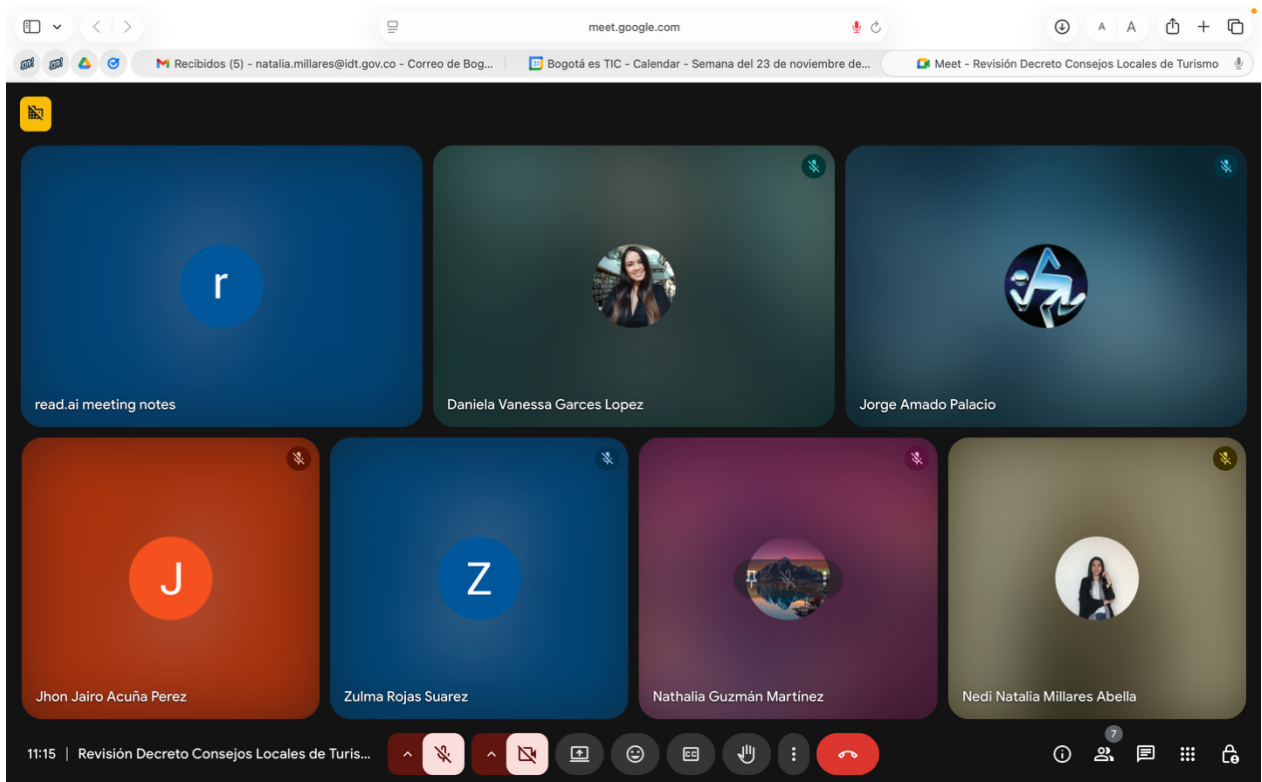 meet.google.com
A A
Recibidos (5) - natalia.millares@idt.gov.co - Correo de Bog...
31 Bogotá es TIC - Calendar - Semana del 23 de noviembre de...
Meet - Revisión Decreto Consejos Locales de Turismo
r
read.ai meeting notes
Daniela Vanessa Garces Lopez
Jorge Amado Palacio
J
Jhon Jairo Acuña Perez
Z
Zulma Rojas Suarez
Nathalia Guzmán Martínez
Nedi Natalia Millares Abella
11:15 | Revisión Decreto Consejos Locales de Turis...
CC
7